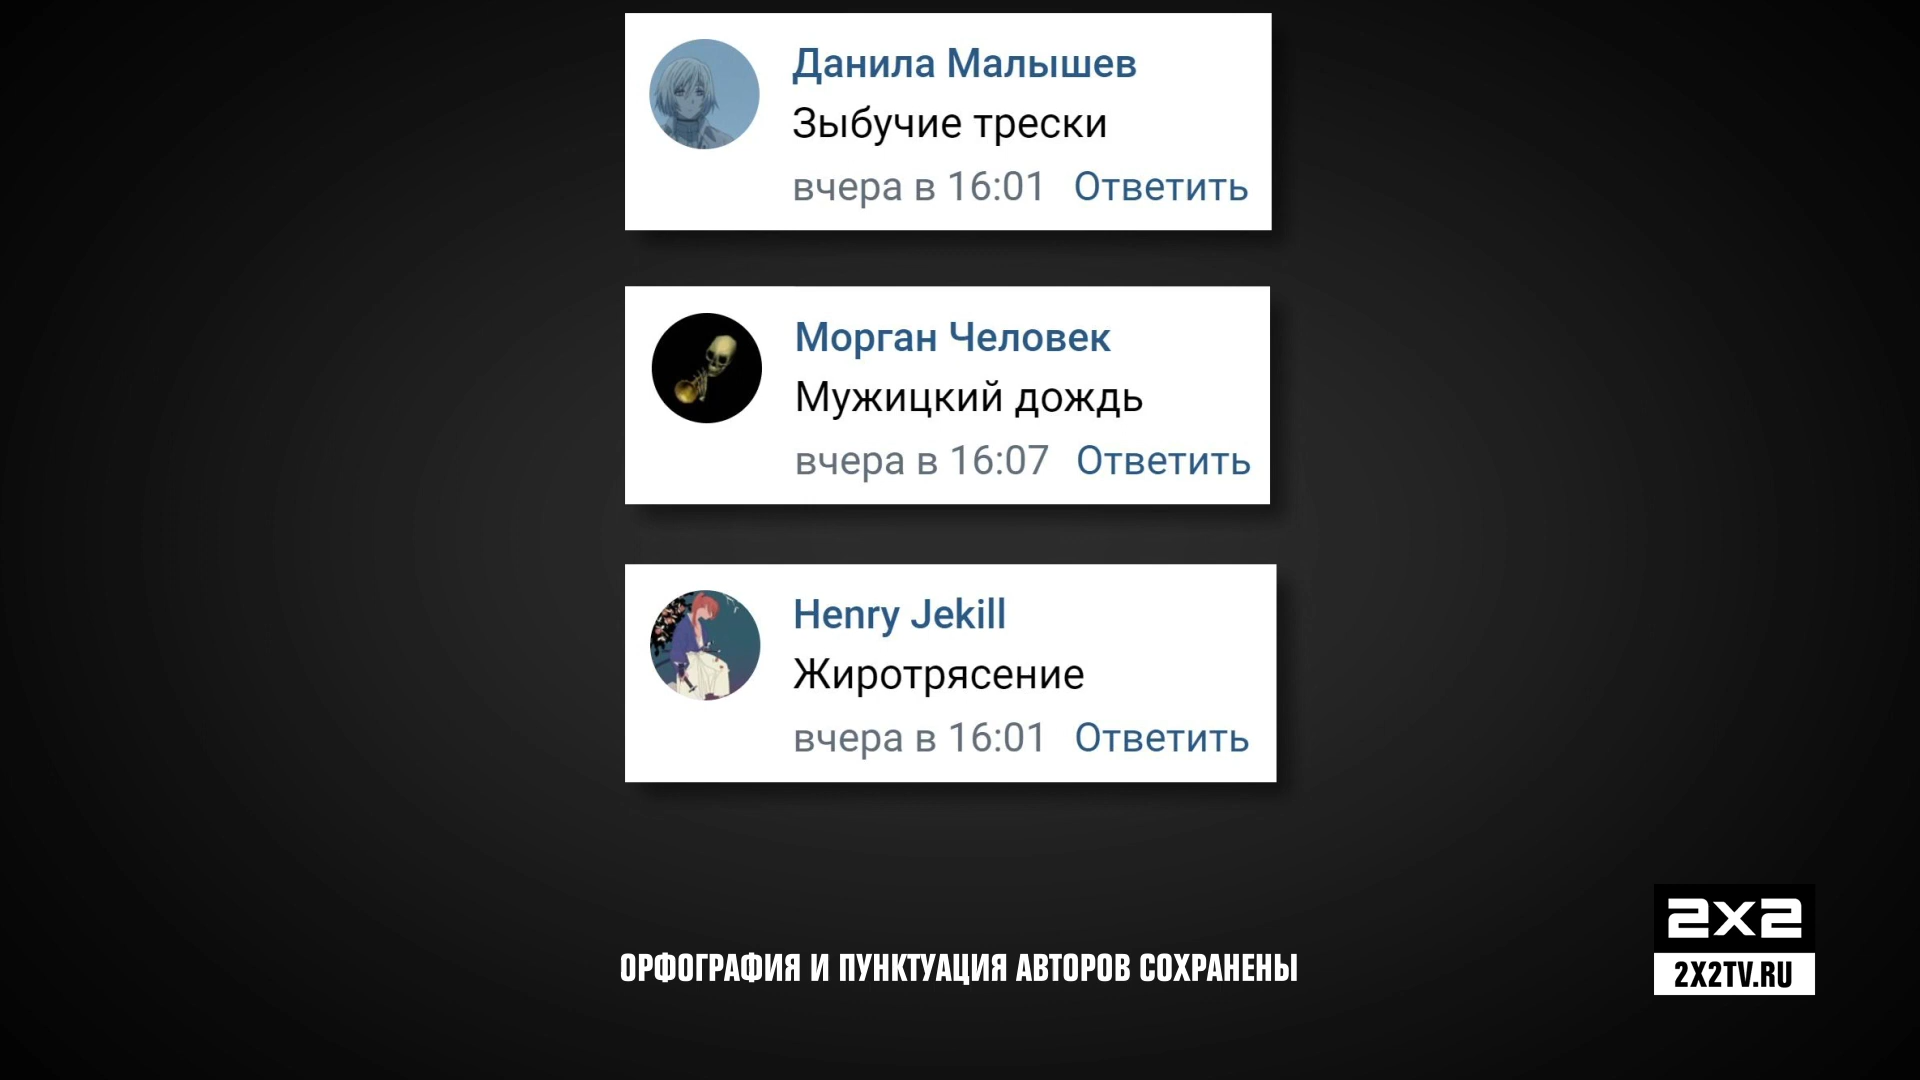 Данила Малышев
Зыбучие трески
вчера в 16:01 Ответить
Морган Человек
Мужицкий дождь
вчера в 16:07 Ответить
Henry Jekill
Жиротрясение
вчера в 16:01 Ответить
ОРФОГРАФИЯ И ПУНКТУАЦИЯ АВТОРОВ СОХРАНЕНЫ
2x2
2X2TV.RU